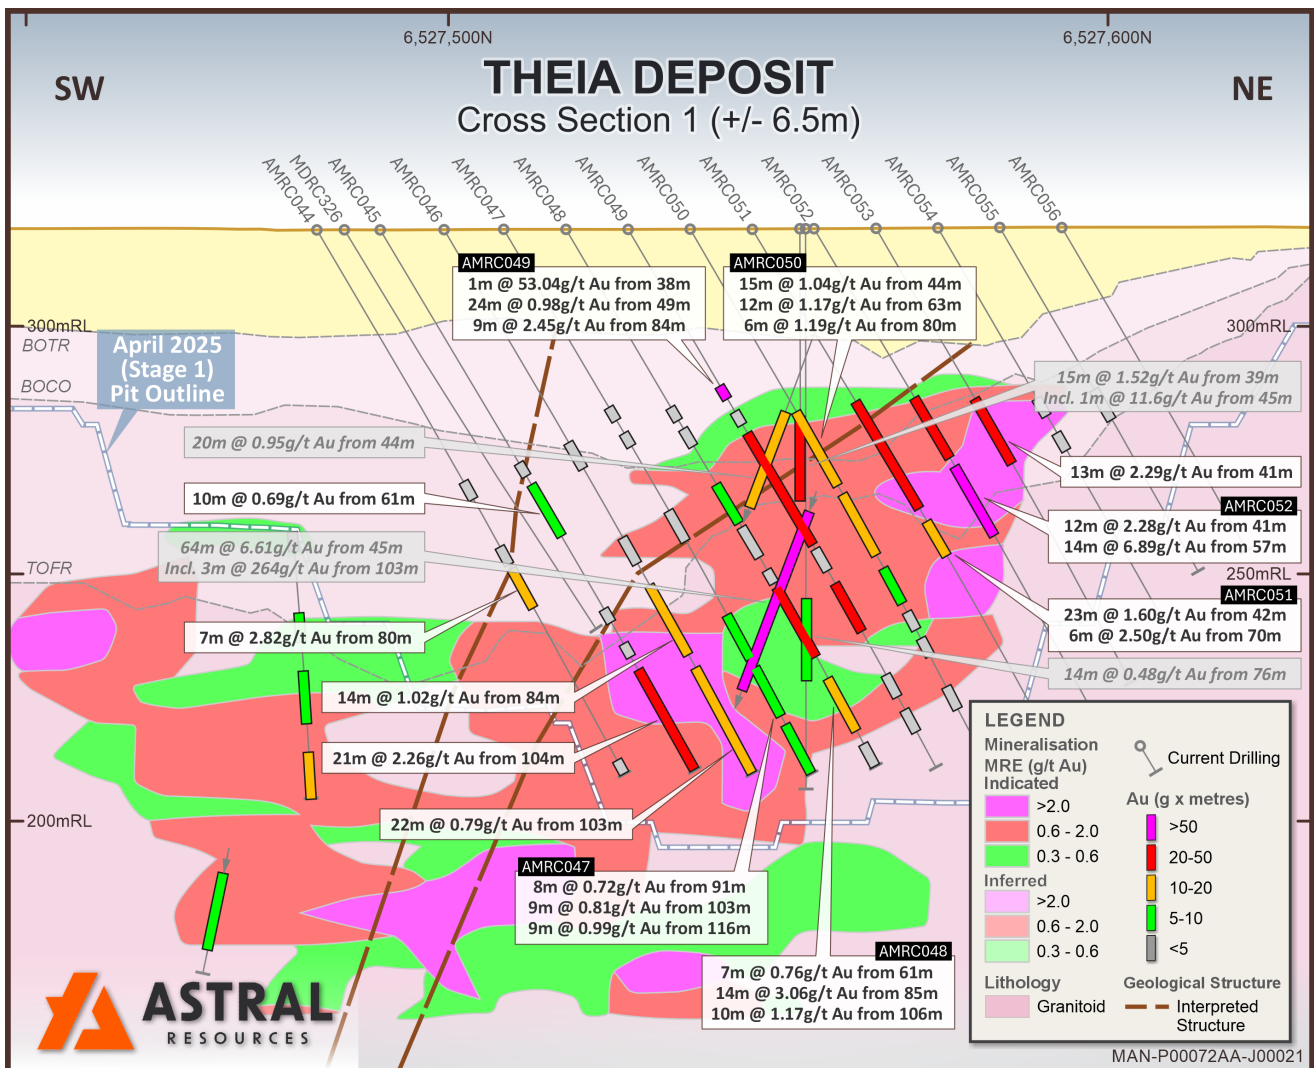 6,527,500N
6,527,600N
SW
THEIA DEPOSIT
NE
Cross Section 1 (+/- 6.5m)
AMRC044
MDRC326
AMRC045
AMRC046
AMRC047
AMRC048
AMRC049
AMRC050
AMRC051
AMRC052
AMRC053
AMRC054
AMRC055
AMRC056
AMRC049
1m @ 53.04g/t Au from 38m
24m @ 0.98g/t Au from 49m
9m @ 2.45g/t Au from 84m
AMRC050
15m @ 1.04g/t Au from 44m
12m @ 1.17g/t Au from 63m
6m @ 1.19g/t Au from 80m
300mRL
300mRL
BOTR
April 2025
(Stage 1)
Pit Outline
BOCO
15m @ 1.52g/t Au from 39m
Incl. 1m @ 11.6g/t Au from 45m
20m @ 0.95g/t Au from 44m
13m @ 2.29g/t Au from 41m
10m @ 0.69g/t Au from 61m
AMRC052
12m @ 2.28g/t Au from 41m
14m @ 6.89g/t Au from 57m
64m @ 6.61g/t Au from 45m
Incl. 3m @ 264g/t Au from 103m
TOFR
250mRL
AMRC051
23m @ 1.60g/t Au from 42m
6m @ 2.50g/t Au from 70m
7m @ 2.82g/t Au from 80m
14m @ 0.48g/t Au from 76m
14m @ 1.02g/t Au from 84m
21m @ 2.26g/t Au from 104m
200mRL
22m @ 0.79g/t Au from 103m
AMRC047
8m @ 0.72g/t Au from 91m
9m @ 0.81g/t Au from 103m
9m @ 0.99g/t Au from 116m
AMRC048
7m @ 0.76g/t Au from 61m
14m @ 3.06g/t Au from 85m
10m @ 1.17g/t Au from 106m
LEGEND
Mineralisation
MRE (g/t Au)
Indicated
>2.0
0.6 - 2.0
0.3 - 0.6
Inferred
>2.0
0.6 - 2.0
0.3 - 0.6
Lithology
Granitoid
Current Drilling
Au (g x metres)
>50
20-50
10-20
5-10
<5
Geological Structure
Interpreted
Structure
ASTRAL
RESOURCES
MAN-P00072AA-J00021